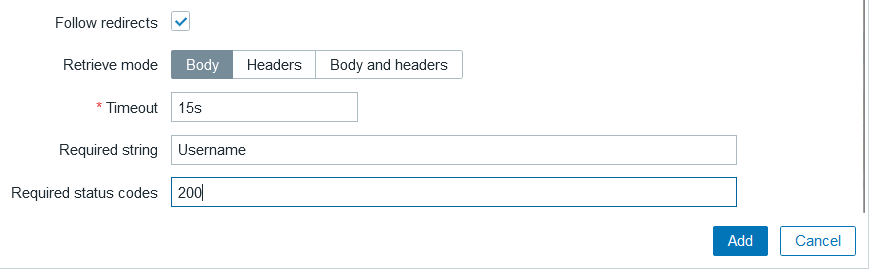 Follow redirects
Retrieve mode Body Headers Body and headers
* Timeout 15s
Required string Username
Required status codes 200
Add Cancel